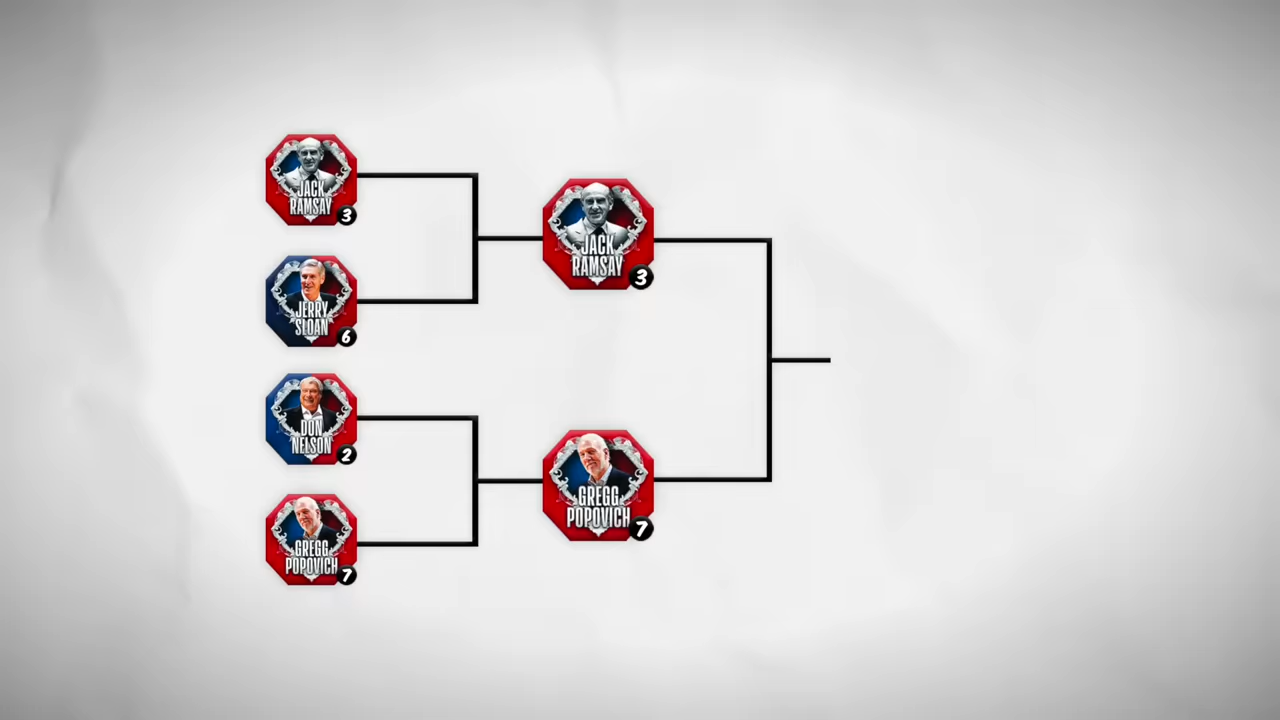 JACK
RAMSAY
3
JERRY
SLOAN
6
DON
NELSON
2
GREGG
POPOVICH
7
JACK
RAMSAY
3
GREGG
POPOVICH
7